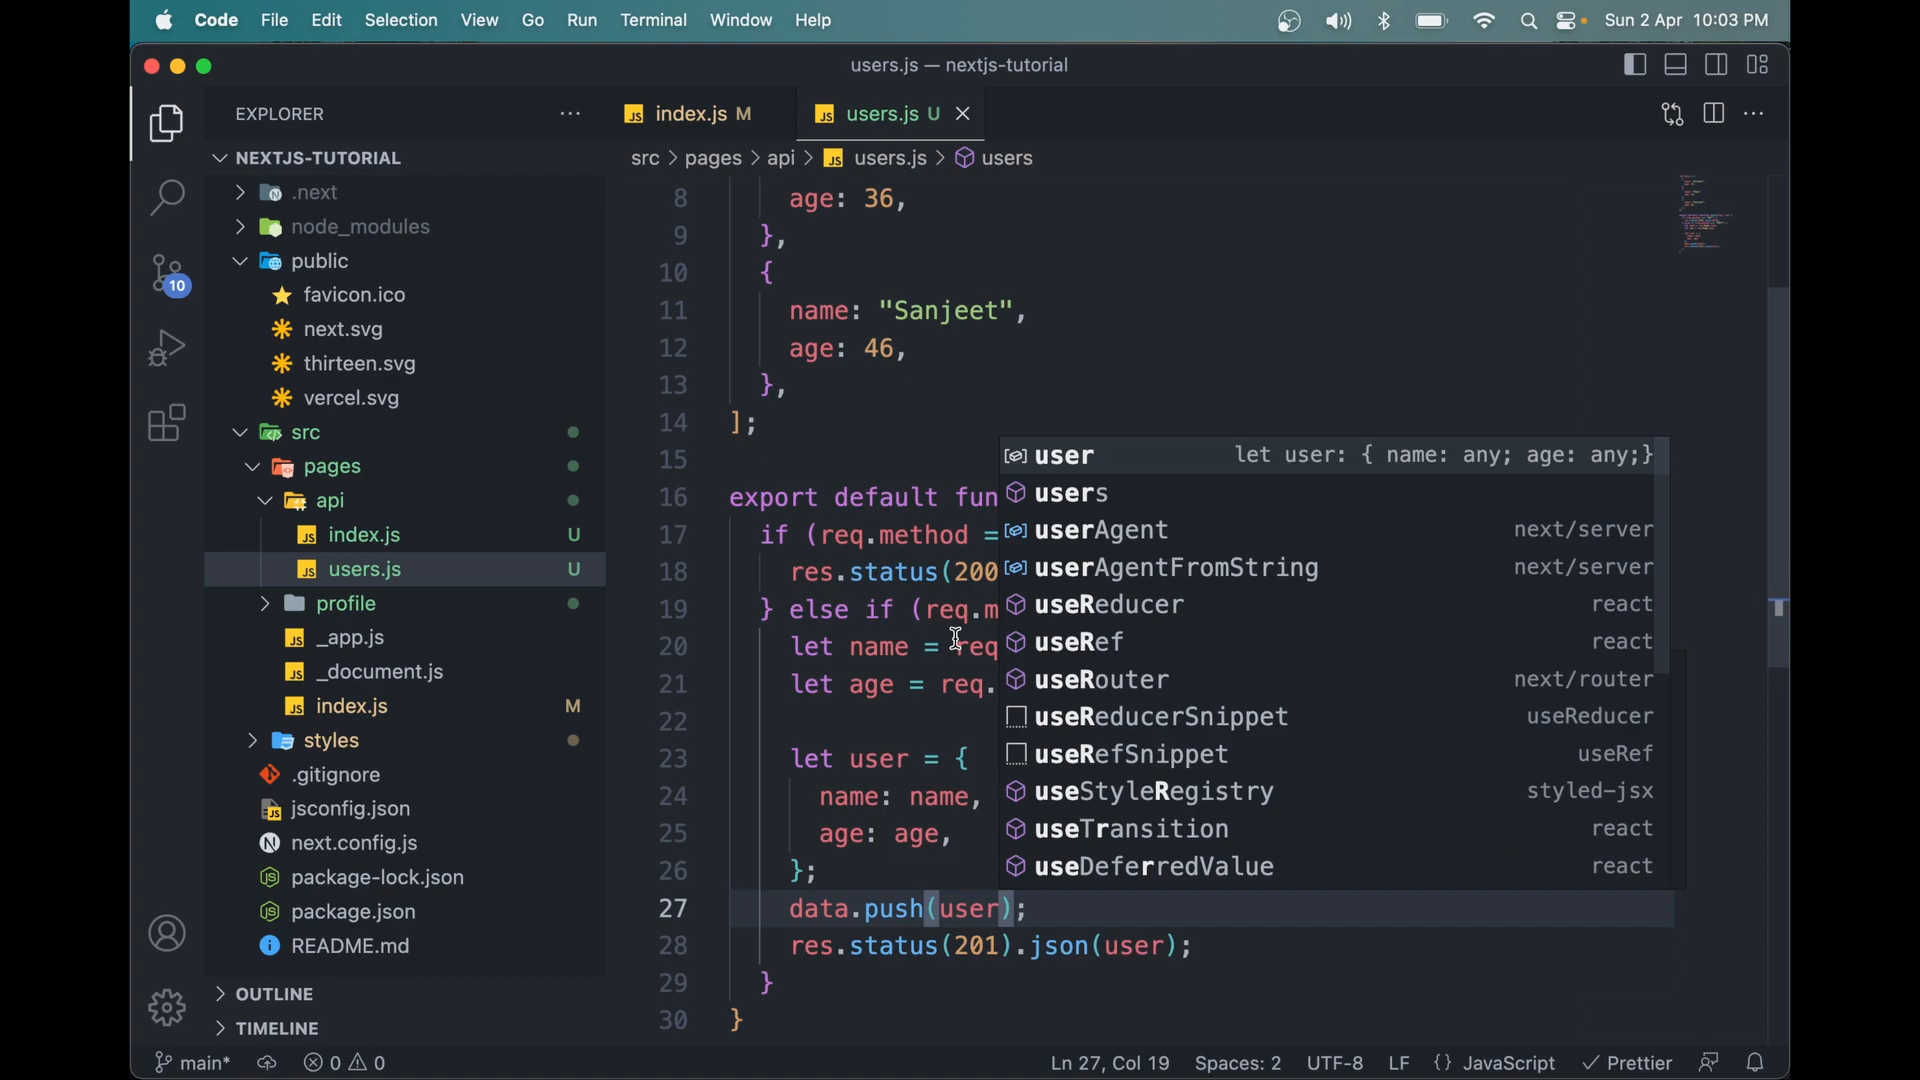 Code File Edit Selection View Go Run Terminal Window Help Sun 2 Apr 10:03 PM
users.js — nextjs-tutorial
EXPLORER
index.js M
users.js U
NEXTJS-TUTORIAL
src > pages > api > users.js > users
.next
node_modules
public
favicon.ico
next.svg
thirteen.svg
vercel.svg
src
pages
api
index.js U
users.js U
profile
_app.js
_document.js
index.js M
styles
.gitignore
jsconfig.json
next.config.js
package-lock.json
package.json
README.md
OUTLINE
TIMELINE
10
8 age: 36,
9 },
10 {
11 name: "Sanjeet",
12 age: 46,
13 },
14 ];
15
16 export default fun
17 if (req.method =
18 res.status(200
19 } else if (req.m
20 let name = req
21 let age = req.
22
23 let user = {
24 name: name,
25 age: age,
26 };
27 data.push(user);
28 res.status(201).json(user);
29 }
30 }
user let user: { name: any; age: any;}
users
userAgent next/server
userAgentFromString next/server
useReducer react
useRef react
useRouter next/router
useReducerSnippet useReducer
useRefSnippet useRef
useStyleRegistry styled-jsx
useTransition react
useDeferredValue react
main* 0 0 Ln 27, Col 19 Spaces: 2 UTF-8 LF {} JavaScript Prettier